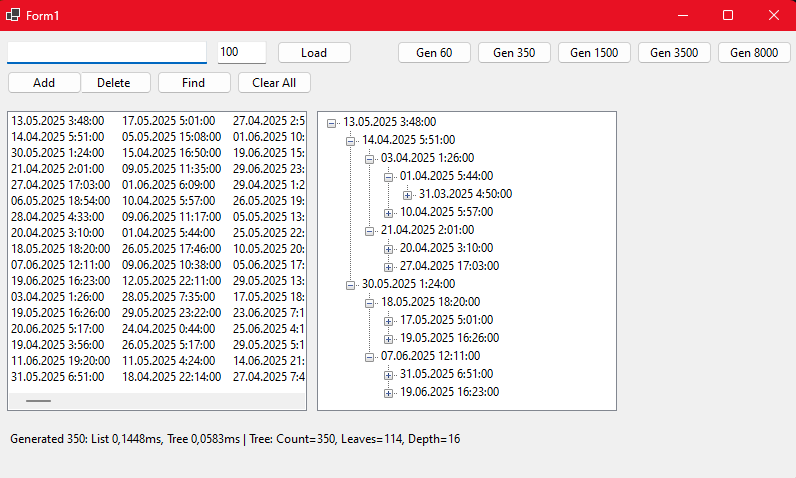 Form1
100 Load Gen 60 Gen 350 Gen 1500 Gen 3500 Gen 8000
Add Delete Find Clear All
13.05.2025 3:48:00 17.05.2025 5:01:00 27.04.2025 2:5
14.04.2025 5:51:00 05.05.2025 15:08:00 01.06.2025 10:
30.05.2025 1:24:00 15.04.2025 16:50:00 19.06.2025 15:
21.04.2025 2:01:00 09.05.2025 11:35:00 29.06.2025 23:
27.04.2025 17:03:00 01.06.2025 6:09:00 29.04.2025 1:2
06.05.2025 18:54:00 10.04.2025 5:57:00 26.05.2025 19:
28.04.2025 4:33:00 09.06.2025 11:17:00 05.05.2025 13:
20.04.2025 3:10:00 01.04.2025 5:44:00 25.05.2025 22:
18.05.2025 18:20:00 26.05.2025 17:46:00 10.05.2025 20:
07.06.2025 12:11:00 09.06.2025 10:38:00 05.06.2025 17:
19.06.2025 16:23:00 12.05.2025 22:11:00 29.05.2025 13:
03.04.2025 1:26:00 28.05.2025 7:35:00 17.05.2025 18:
19.05.2025 16:26:00 29.05.2025 23:22:00 23.06.2025 7:1
20.06.2025 5:17:00 24.04.2025 0:44:00 25.06.2025 4:1
19.04.2025 3:56:00 26.05.2025 5:17:00 29.05.2025 5:1
11.06.2025 19:20:00 11.05.2025 4:24:00 14.06.2025 21:
31.05.2025 6:51:00 18.04.2025 22:14:00 27.04.2025 7:4
13.05.2025 3:48:00
14.04.2025 5:51:00
03.04.2025 1:26:00
01.04.2025 5:44:00
31.03.2025 4:50:00
10.04.2025 5:57:00
21.04.2025 2:01:00
20.04.2025 3:10:00
27.04.2025 17:03:00
30.05.2025 1:24:00
18.05.2025 18:20:00
17.05.2025 5:01:00
19.05.2025 16:26:00
07.06.2025 12:11:00
31.05.2025 6:51:00
19.06.2025 16:23:00
Generated 350: List 0,1448ms, Tree 0,0583ms | Tree: Count=350, Leaves=114, Depth=16